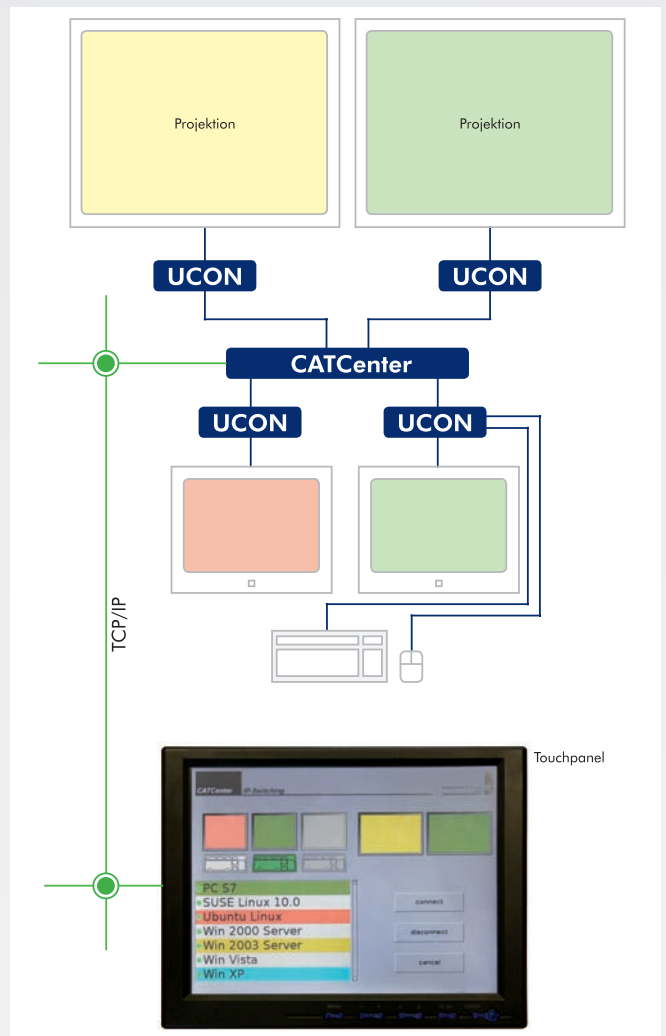 Projektion
Projektion
UCON
UCON
CATCenter
UCON
UCON
TCP/IP
Touchpanel
CATCenter IP-Switching
PC S7
SUSE Linux 10.0
Ubuntu Linux
Win 2000 Server
Win 2003 Server
Win Vista
Win XP
connect
disconnect
cancel